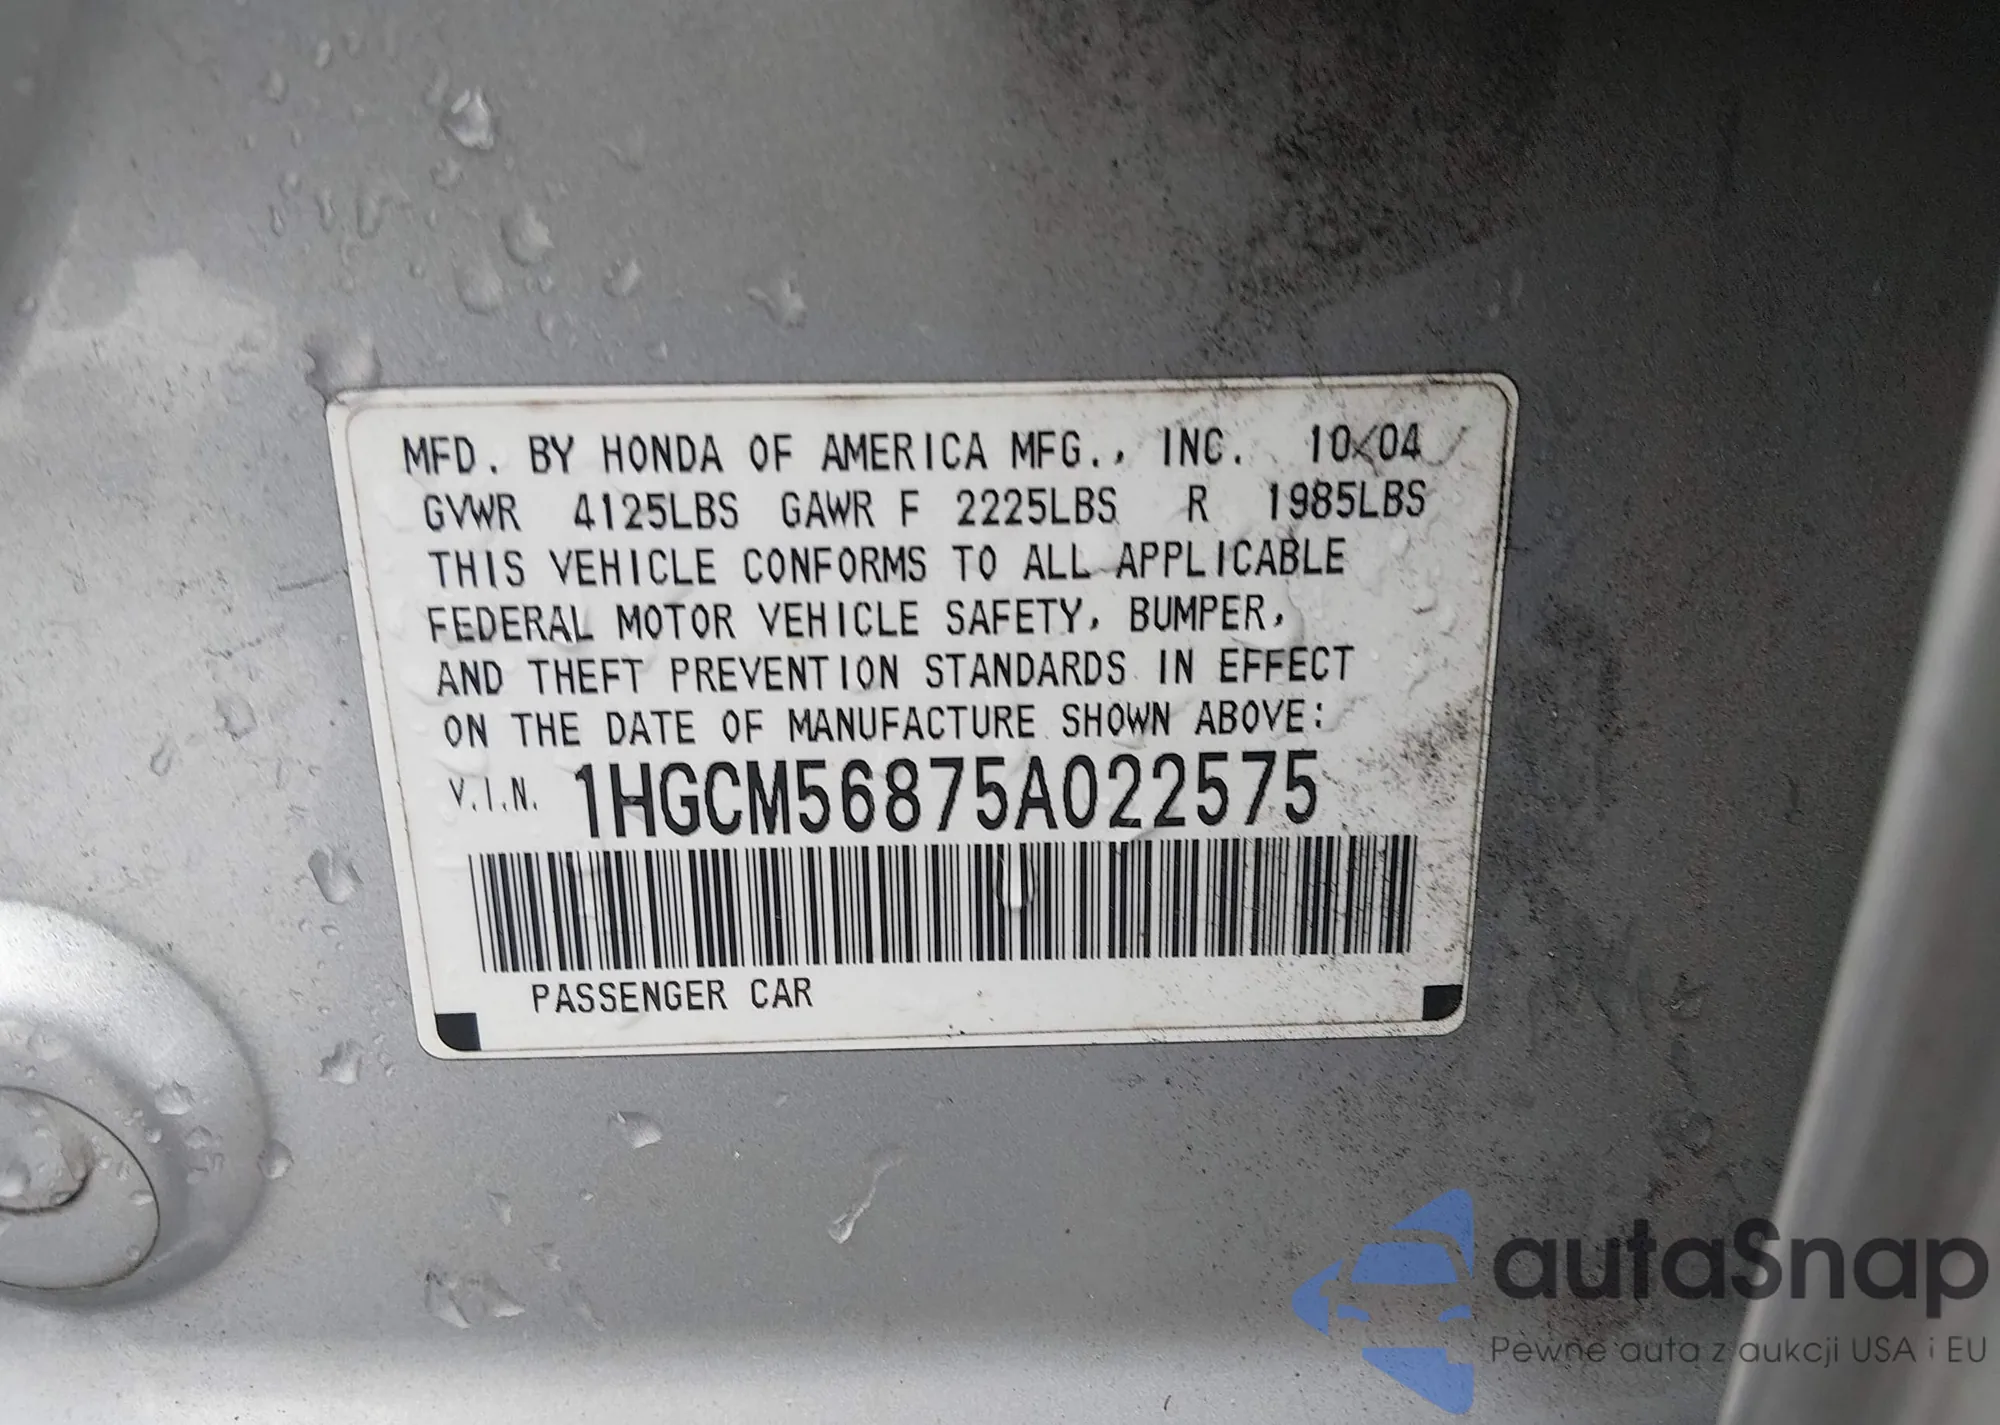 MFD. BY HONDA OF AMERICA MFG., INC. 10/04
GVWR 4125LBS GAWR F 2225LBS R 1985LBS
THIS VEHICLE CONFORMS TO ALL APPLICABLE
FEDERAL MOTOR VEHICLE SAFETY, BUMPER,
AND THEFT PREVENTION STANDARDS IN EFFECT
ON THE DATE OF MANUFACTURE SHOWN ABOVE:
V.I.N. 1HGCM56875A022575
PASSENGER CAR
autaSnap
Pewne auta z aukcji USA i EU